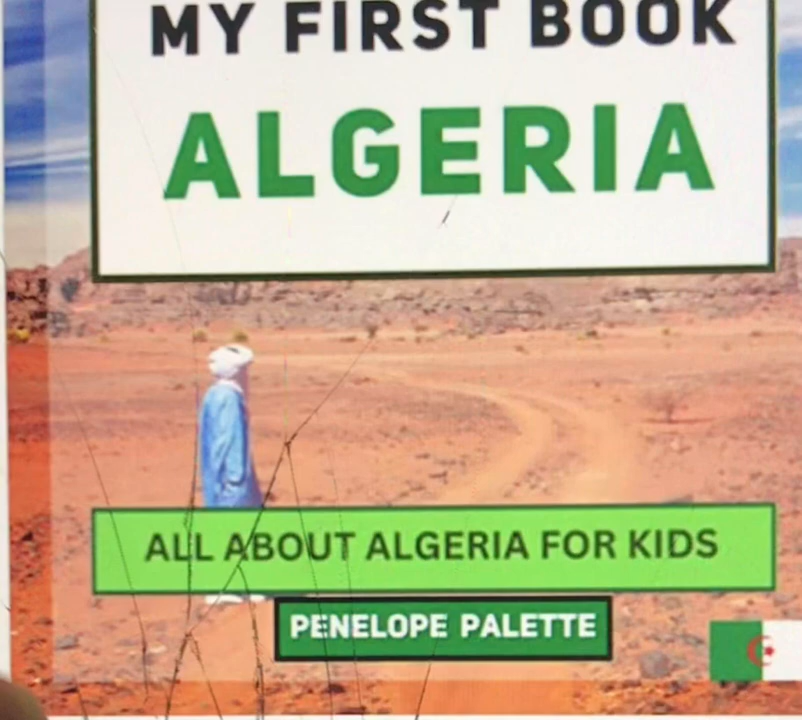 MY FIRST BOOK
ALGERIA
ALL ABOUT ALGERIA FOR KIDS
PENELOPE PALETTE